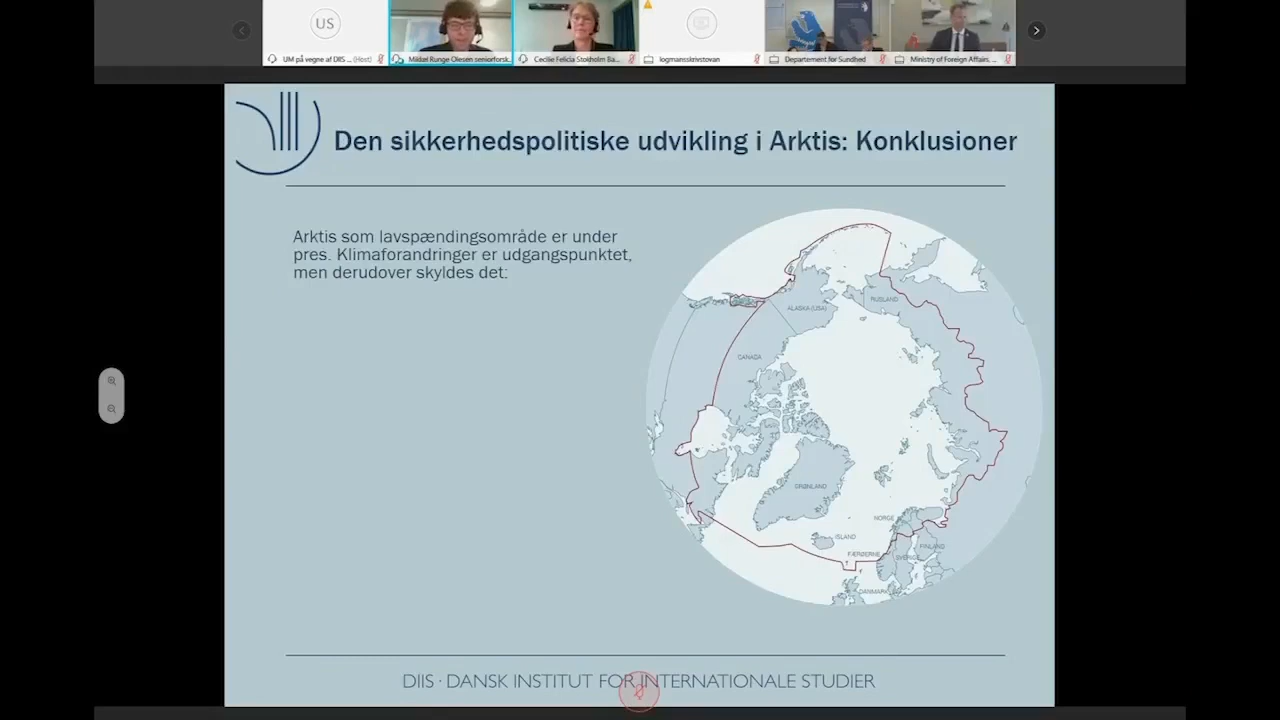 US
UM på vegne af DIIS ... (Host)
Mikkel Runge Olesen seniorforsk...
Cecilie Felicia Stokholm Ba...
logmansskrivstovan
Departement for Sundhed
Ministry of Foreign Affairs, ...
Den sikkerhedspolitiske udvikling i Arktis: Konklusioner
Arktis som lavspændingsområde er under
pres. Klimaforandringer er udgangspunktet,
men derudover skyldes det:
ALASKA (USA)
RUSLAND
CANADA
GRØNLAND
NORGE
ISLAND
FÆRØERNE
SVERIGE
FINLAND
DANMARK
DIIS · DANSK INSTITUT FOR INTERNATIONALE STUDIER